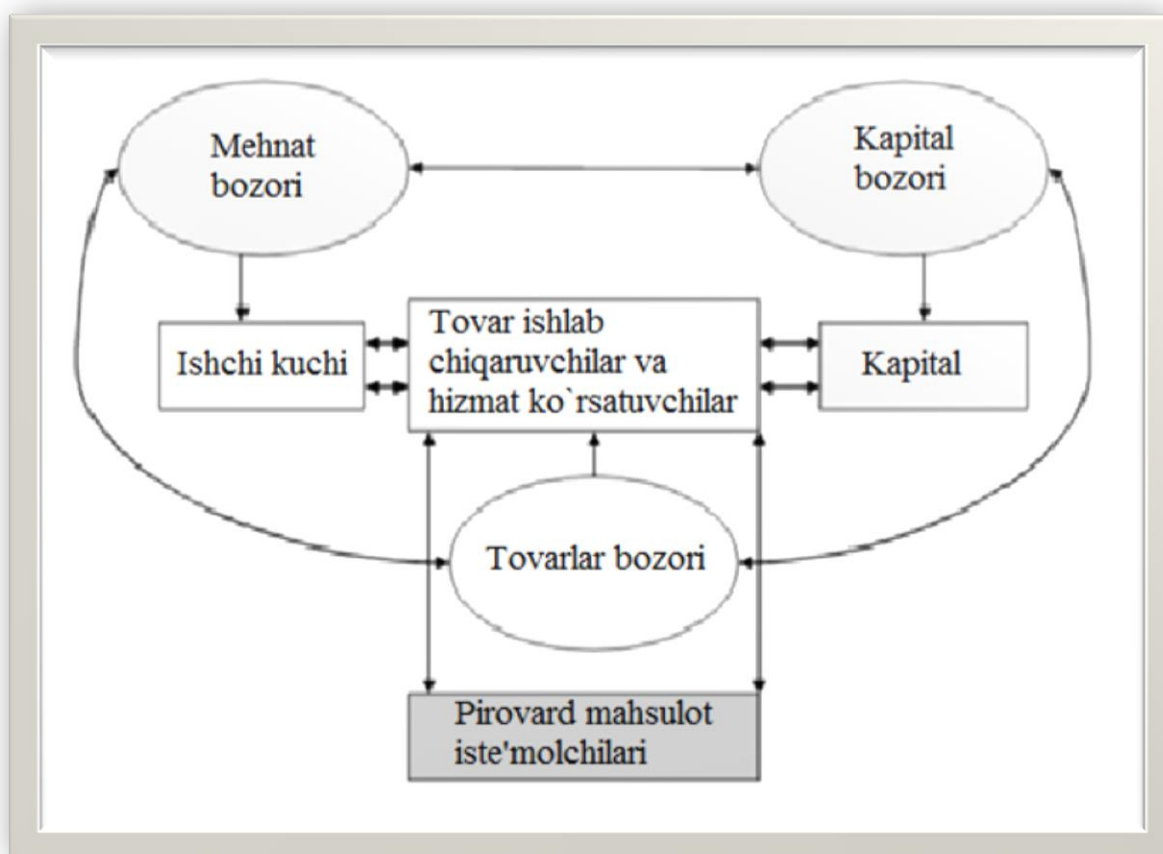 Mehnat
bozori
Kapital
bozori
Ishchi kuchi
Tovar ishlab
chiqaruvchilar va
hizmat ko`rsatuvchilar
Kapital
Tovarlar bozori
Pirovard mahsulot
iste'molchilari